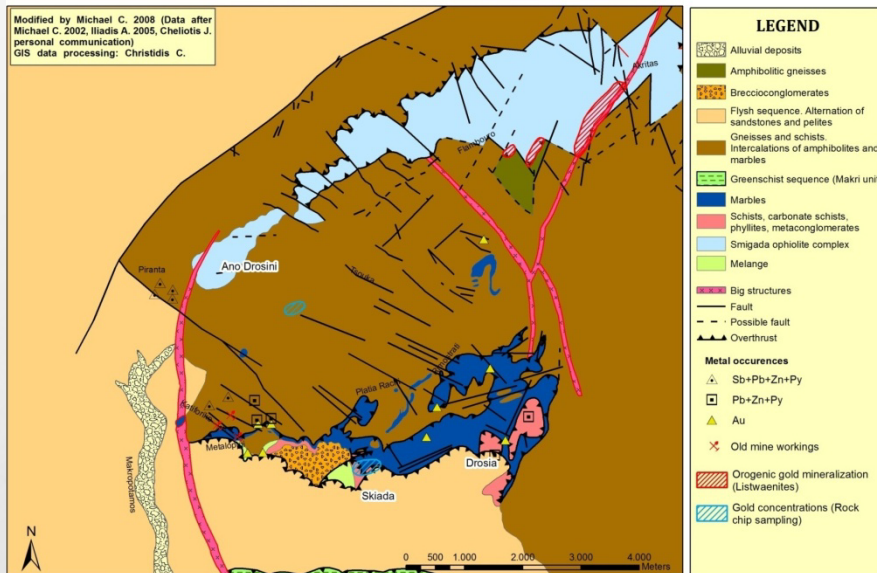 Modified by Michael C. 2008 (Data after
Michael C. 2002, Iliadis A. 2005, Cheliotis J.
personal communication)
GIS data processing: Christidis C.
Akritas
Flambouro
Ano Drosini
Piranta
Tsouka
Platia Rachi
Makropotamos
Drosia
Skiada
N
0 500 1.000 2.000 3.000 4.000
Meters
LEGEND
Alluvial deposits
Amphibolitic gneisses
Breccioconglomerates
Flysh sequence. Alternation of
sandstones and pelites
Gneisses and schists.
Intercalations of amphibolites and
marbles
Greenschist sequence (Makri unit
Marbles
Schists, carbonate schists,
phyllites, metaconglomerates
Smigada ophiolite complex
Melange
Big structures
Fault
Possible fault
Overthrust
Metal occurences
Sb+Pb+Zn+Py
Pb+Zn+Py
Au
Old mine workings
Orogenic gold mineralization
(Listwaenites)
Gold concentrations (Rock
chip sampling)